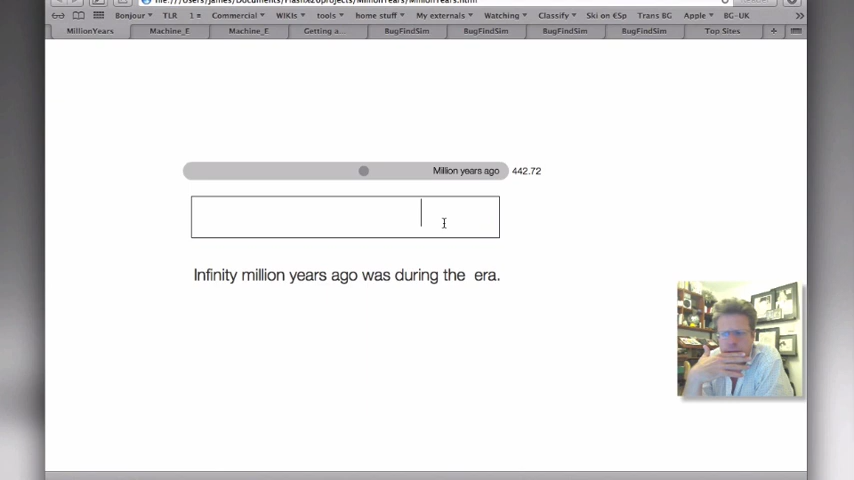 Bonjour TLR 1 Commercial WIKIs tools home stuff My externals Watching Classify Ski on €Sp Trans BG Apple BG-UK
MillionYears Machine_E Machine_E Getting a... BugFindSim BugFindSim BugFindSim BugFindSim Top Sites
Million years ago 442.72
Infinity million years ago was during the era.